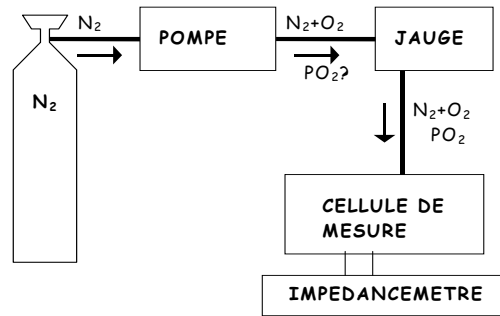 N₂
POMPE
N₂+O₂
PO₂?
JAUGE
N₂
N₂+O₂
PO₂
CELLULE DE
MESURE
IMPEDANCEMETRE